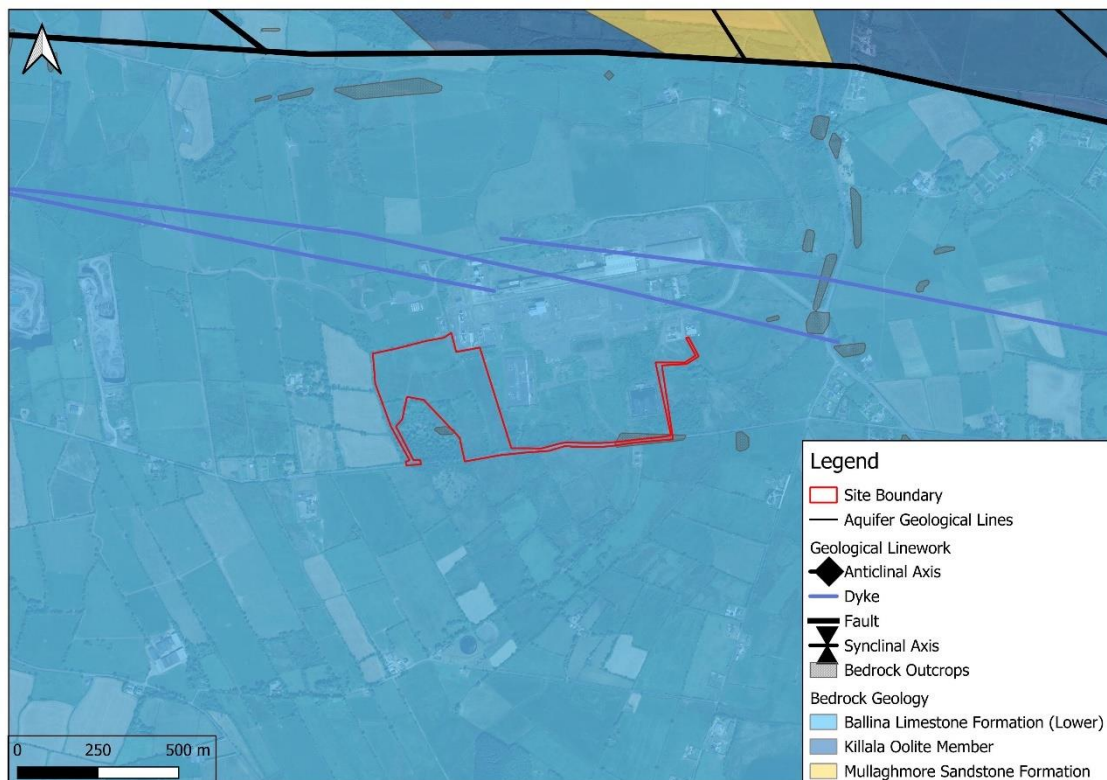 Legend
Site Boundary
Aquifer Geological Lines
Geological Linework
Anticlinal Axis
Dyke
Fault
Synclinal Axis
Bedrock Outcrops
Bedrock Geology
Ballina Limestone Formation (Lower)
Killala Oolite Member
Mullaghmore Sandstone Formation
0 250 500 m